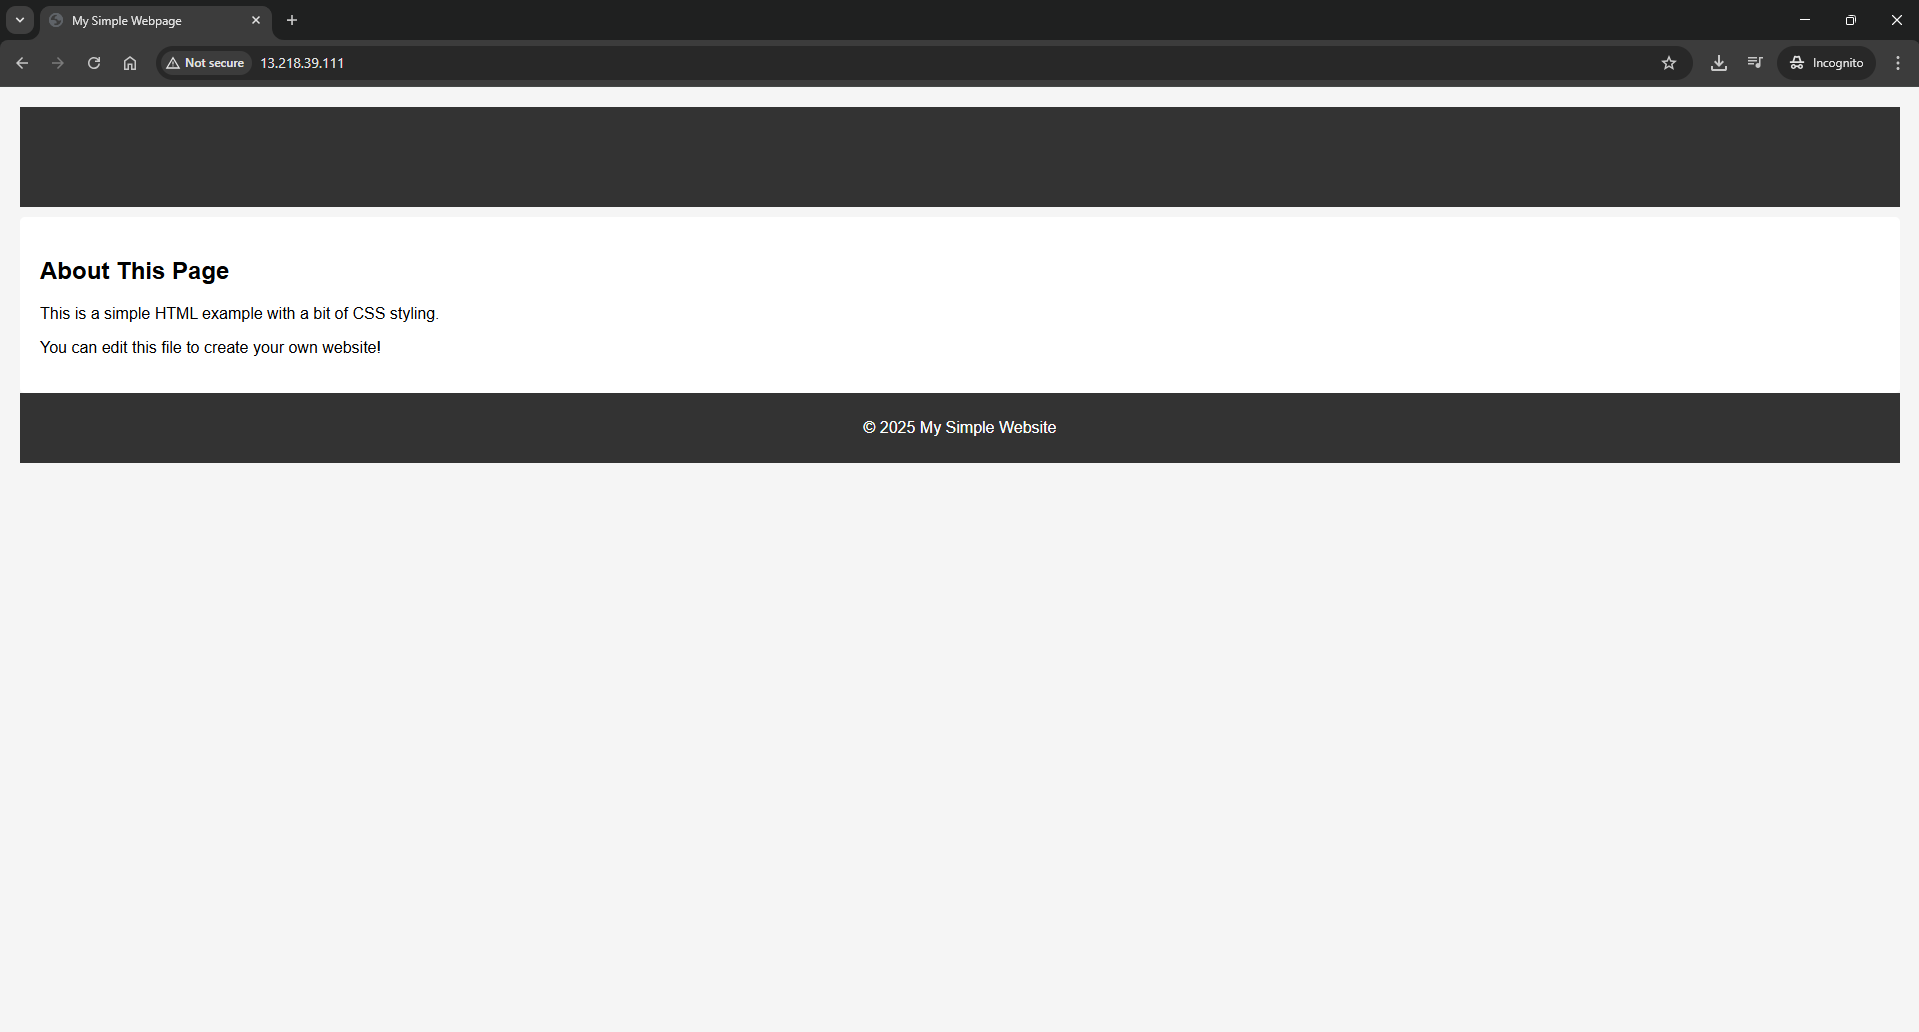 My Simple Webpage
Not secure
13.218.39.111
Incognito
About This Page
This is a simple HTML example with a bit of CSS styling.
You can edit this file to create your own website!
© 2025 My Simple Website